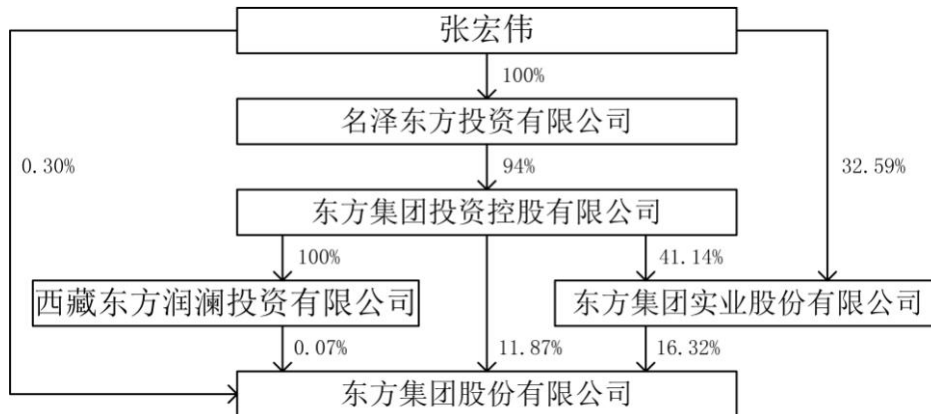 张宏伟
100%
名泽东方投资有限公司
0.30%
94%
32.59%
东方集团投资控股有限公司
100%
41.14%
西藏东方润澜投资有限公司
东方集团实业股份有限公司
0.07%
11.87%
16.32%
东方集团股份有限公司